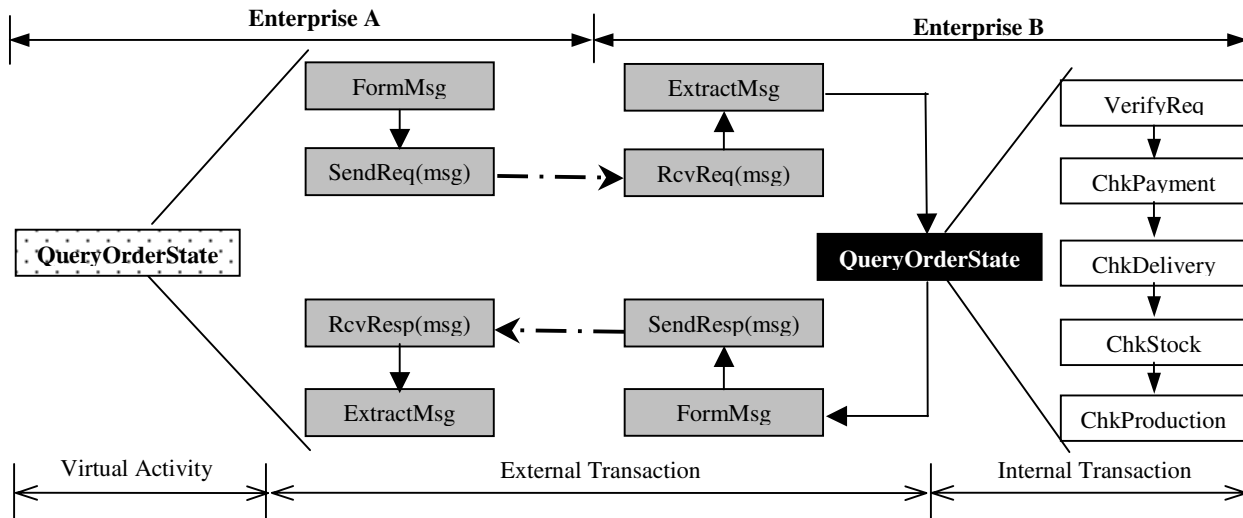 Enterprise A
Enterprise B
FormMsg
ExtractMsg
VerifyReq
SendReq(msg)
RcvReq(msg)
ChkPayment
QueryOrderState
QueryOrderState
ChkDelivery
RcvResp(msg)
SendResp(msg)
ChkStock
ExtractMsg
FormMsg
ChkProduction
Virtual Activity
External Transaction
Internal Transaction